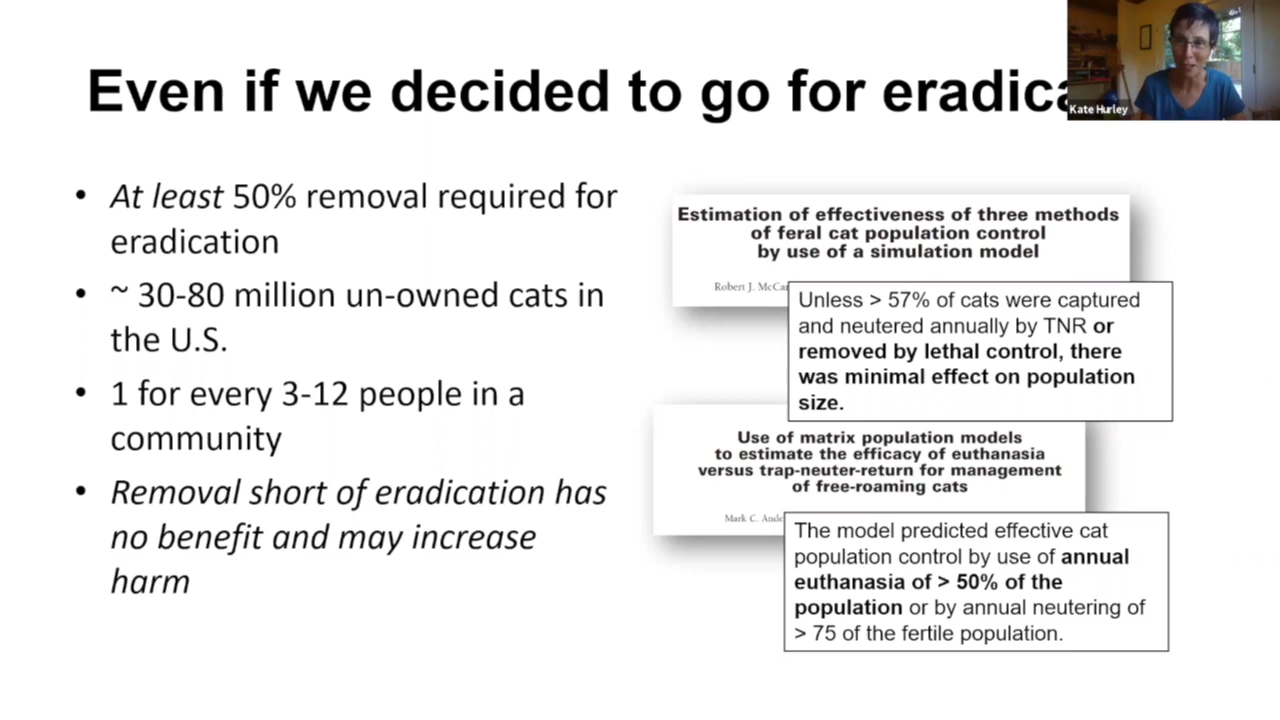 Even if we decided to go for eradica
Kate Hurley
• At least 50% removal required for
eradication
• ~ 30-80 million un-owned cats in
the U.S.
• 1 for every 3-12 people in a
community
• Removal short of eradication has
no benefit and may increase
harm
Estimation of effectiveness of three methods
of feral cat population control
by use of a simulation model
Robert J. McCa
Unless > 57% of cats were captured
and neutered annually by TNR or
removed by lethal control, there
was minimal effect on population
size.
Use of matrix population models
to estimate the efficacy of euthanasia
versus trap-neuter-return for management
of free-roaming cats
Mark C. Ande
The model predicted effective cat
population control by use of annual
euthanasia of > 50% of the
population or by annual neutering of
> 75 of the fertile population.